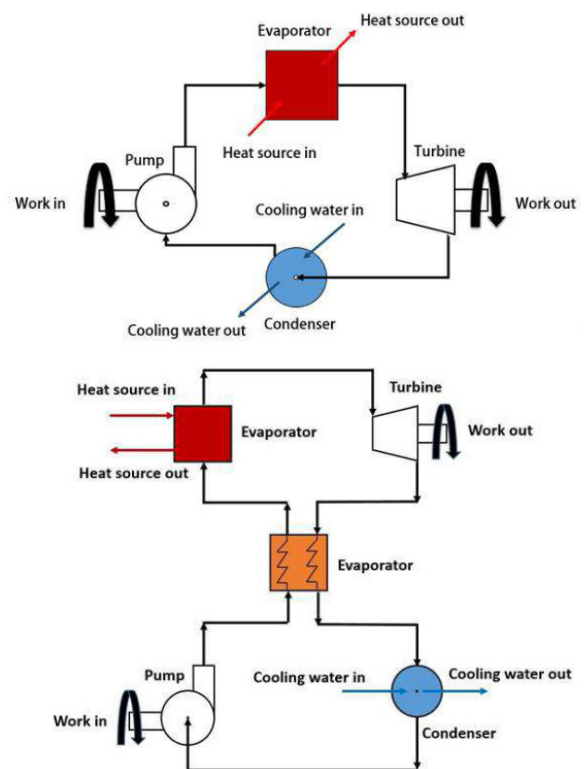 Heat source out
Evaporator
Heat source in
Pump
Turbine
Work in
Work out
Cooling water in
Cooling water out
Condenser
Heat source in
Turbine
Evaporator
Work out
Heat source out
Evaporator
Pump
Cooling water in
Cooling water out
Work in
Condenser